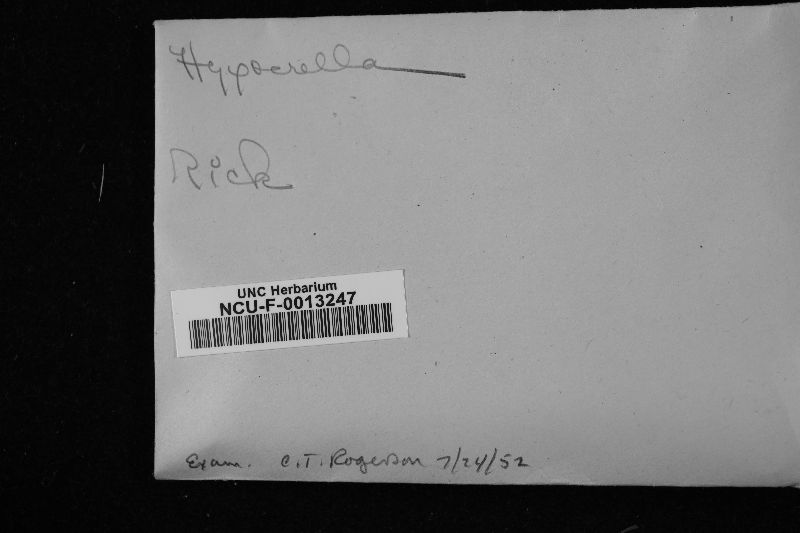 Hypocrella
Rick
UNC Herbarium
NCU-F-0013247
Exam. C.T. Rogerson 7/24/52